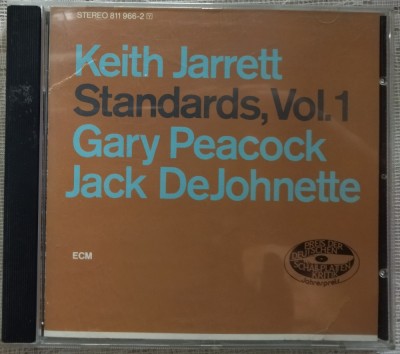 STEREO 811 966-2 Ⓟ
Keith Jarrett
Standards, Vol. 1
Gary Peacock
Jack DeJohnette
ECM
PREIS DER
DEUTSCHEN
SCHALLPLATTEN
KRITIK
Jahrespreis